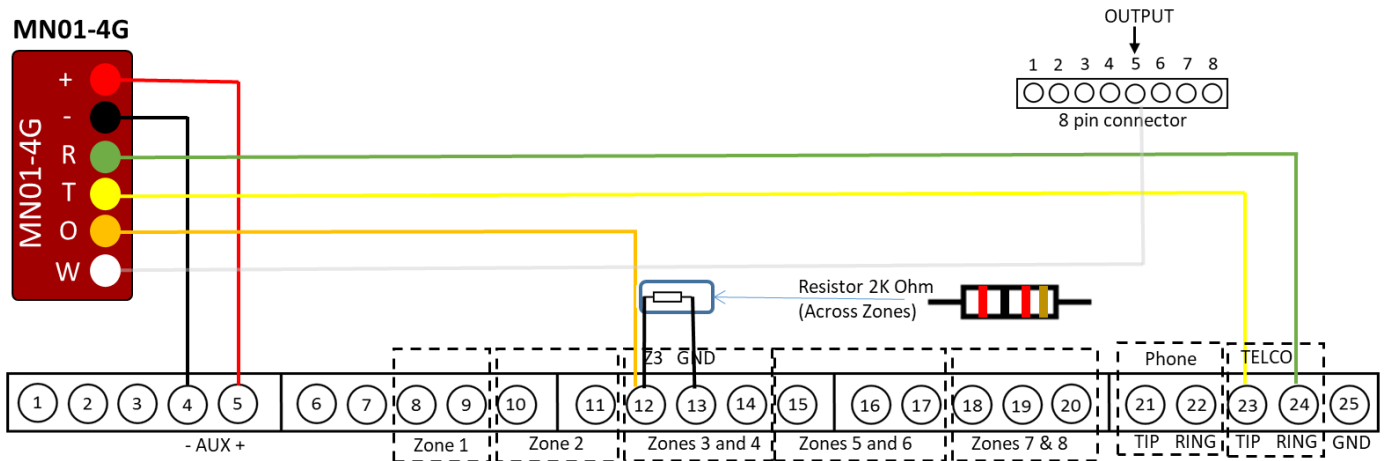 MN01-4G
OUTPUT
1 2 3 4 5 6 7 8
8 pin connector
MN01-4G
+
-
R
T
O
W
Resistor 2K Ohm
(Across Zones)
Z3 GND
Phone
TELCO
1 2 3 4 5 6 7 8 9 10 11 12 13 14 15 16 17 18 19 20 21 22 23 24 25
- AUX +
Zone 1
Zone 2
Zones 3 and 4
Zones 5 and 6
Zones 7 & 8
TIP RING TIP RING GND